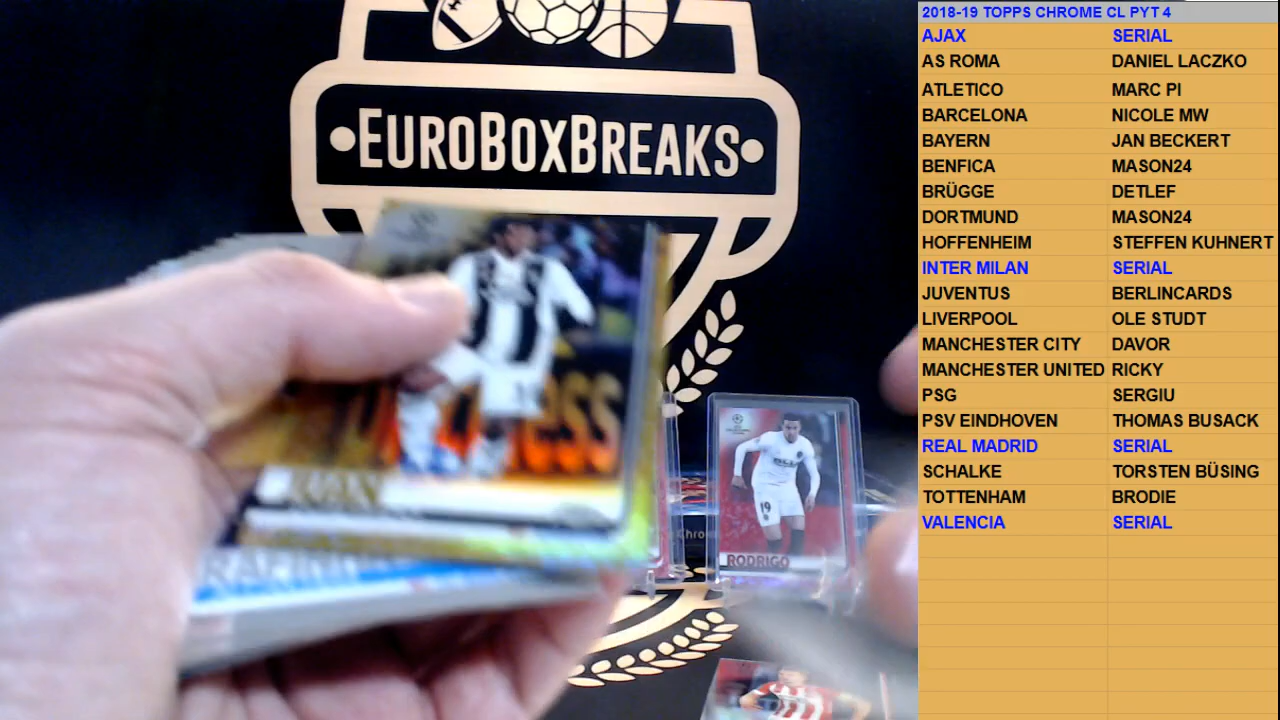 EUROBOXBREAKS
RODRIGO
19
2018-19 TOPPS CHROME CL PYT 4
AJAX SERIAL
AS ROMA DANIEL LACZKO
ATLETICO MARC PI
BARCELONA NICOLE MW
BAYERN JAN BECKERT
BENFICA MASON24
BRÜGGE DETLEF
DORTMUND MASON24
HOFFENHEIM STEFFEN KUHNERT
INTER MILAN SERIAL
JUVENTUS BERLINCARDS
LIVERPOOL OLE STUDT
MANCHESTER CITY DAVOR
MANCHESTER UNITED RICKY
PSG SERGIU
PSV EINDHOVEN THOMAS BUSACK
REAL MADRID SERIAL
SCHALKE TORSTEN BÜSING
TOTTENHAM BRODIE
VALENCIA SERIAL